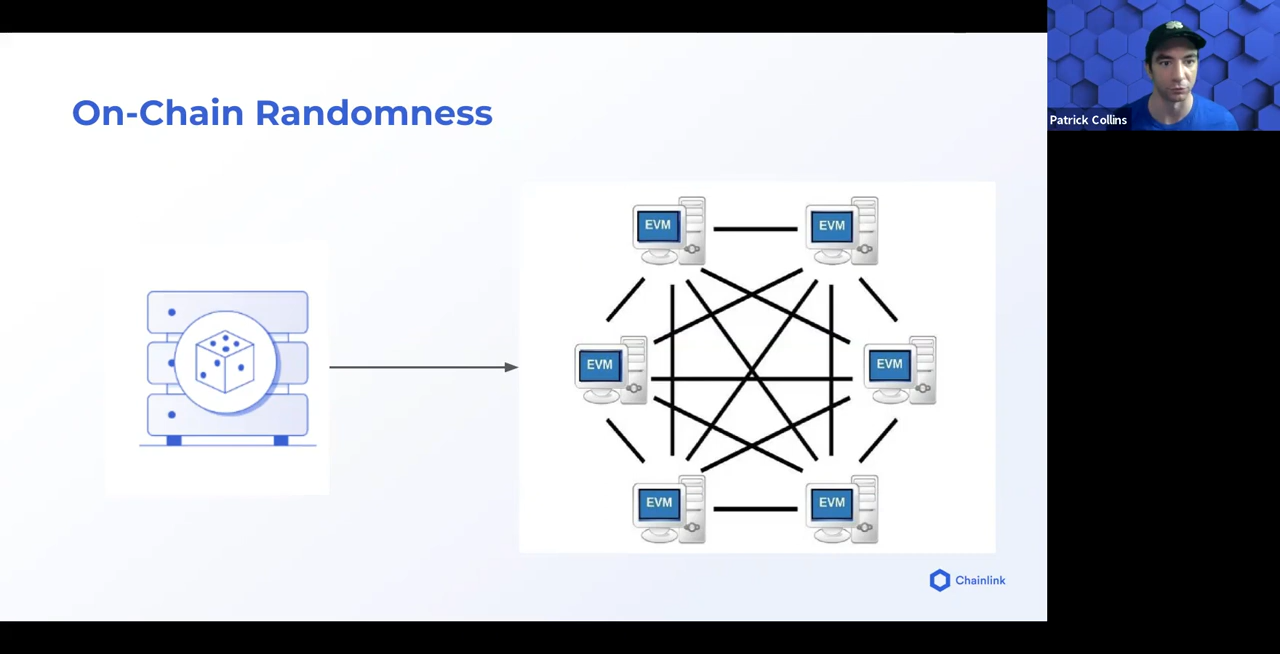 On-Chain Randomness
Patrick Collins
EVM
EVM
EVM
EVM
EVM
EVM
Chainlink